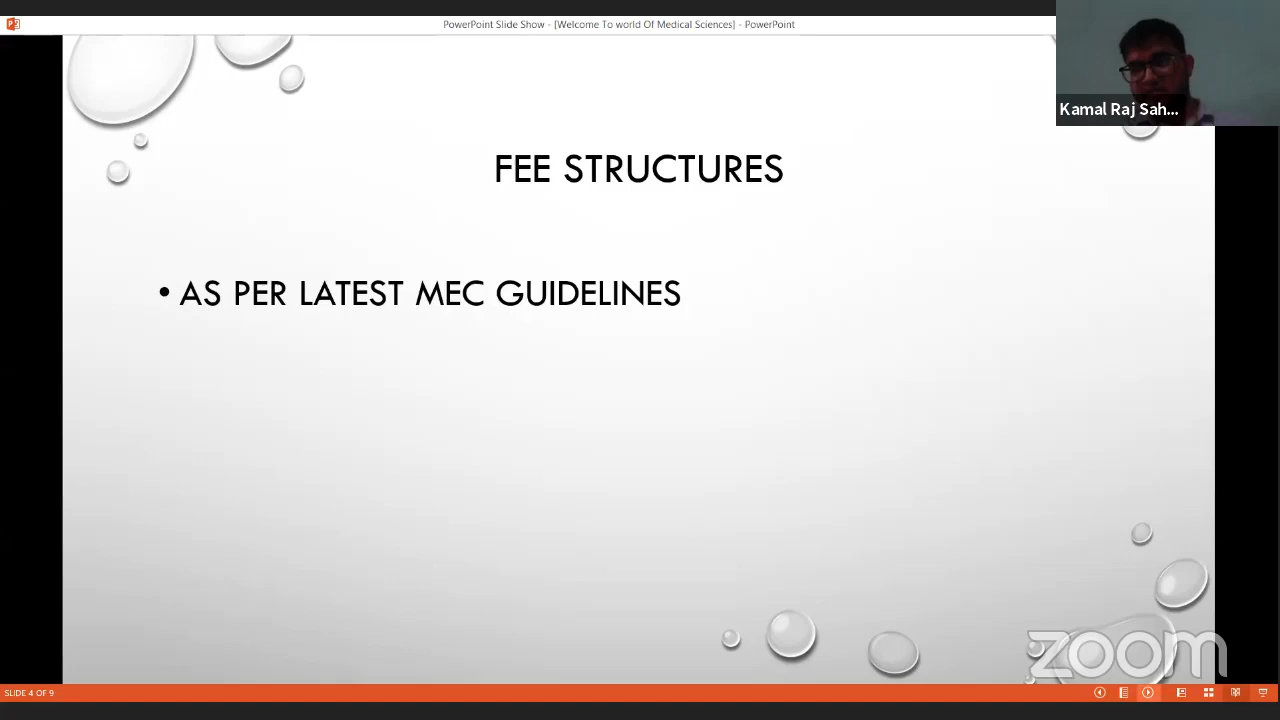 PowerPoint Slide Show - [Welcome To world Of Medical Sciences] - PowerPoint
Kamal Raj Sah...
FEE STRUCTURES
• AS PER LATEST MEC GUIDELINES
zoom
SLIDE 4 OF 9